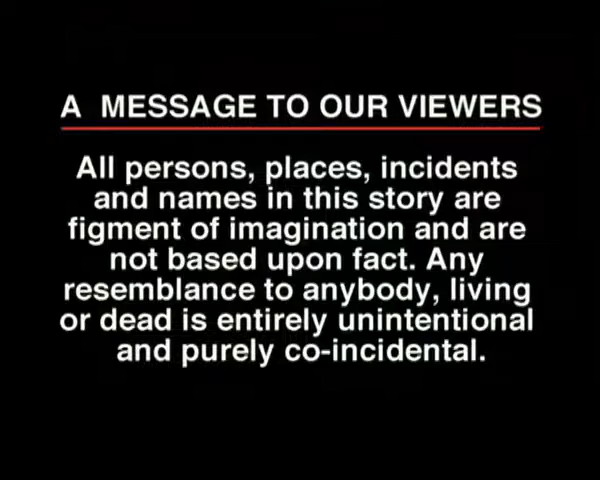 A MESSAGE TO OUR VIEWERS
All persons, places, incidents
and names in this story are
figment of imagination and are
not based upon fact. Any
resemblance to anybody, living
or dead is entirely unintentional
and purely co-incidental.